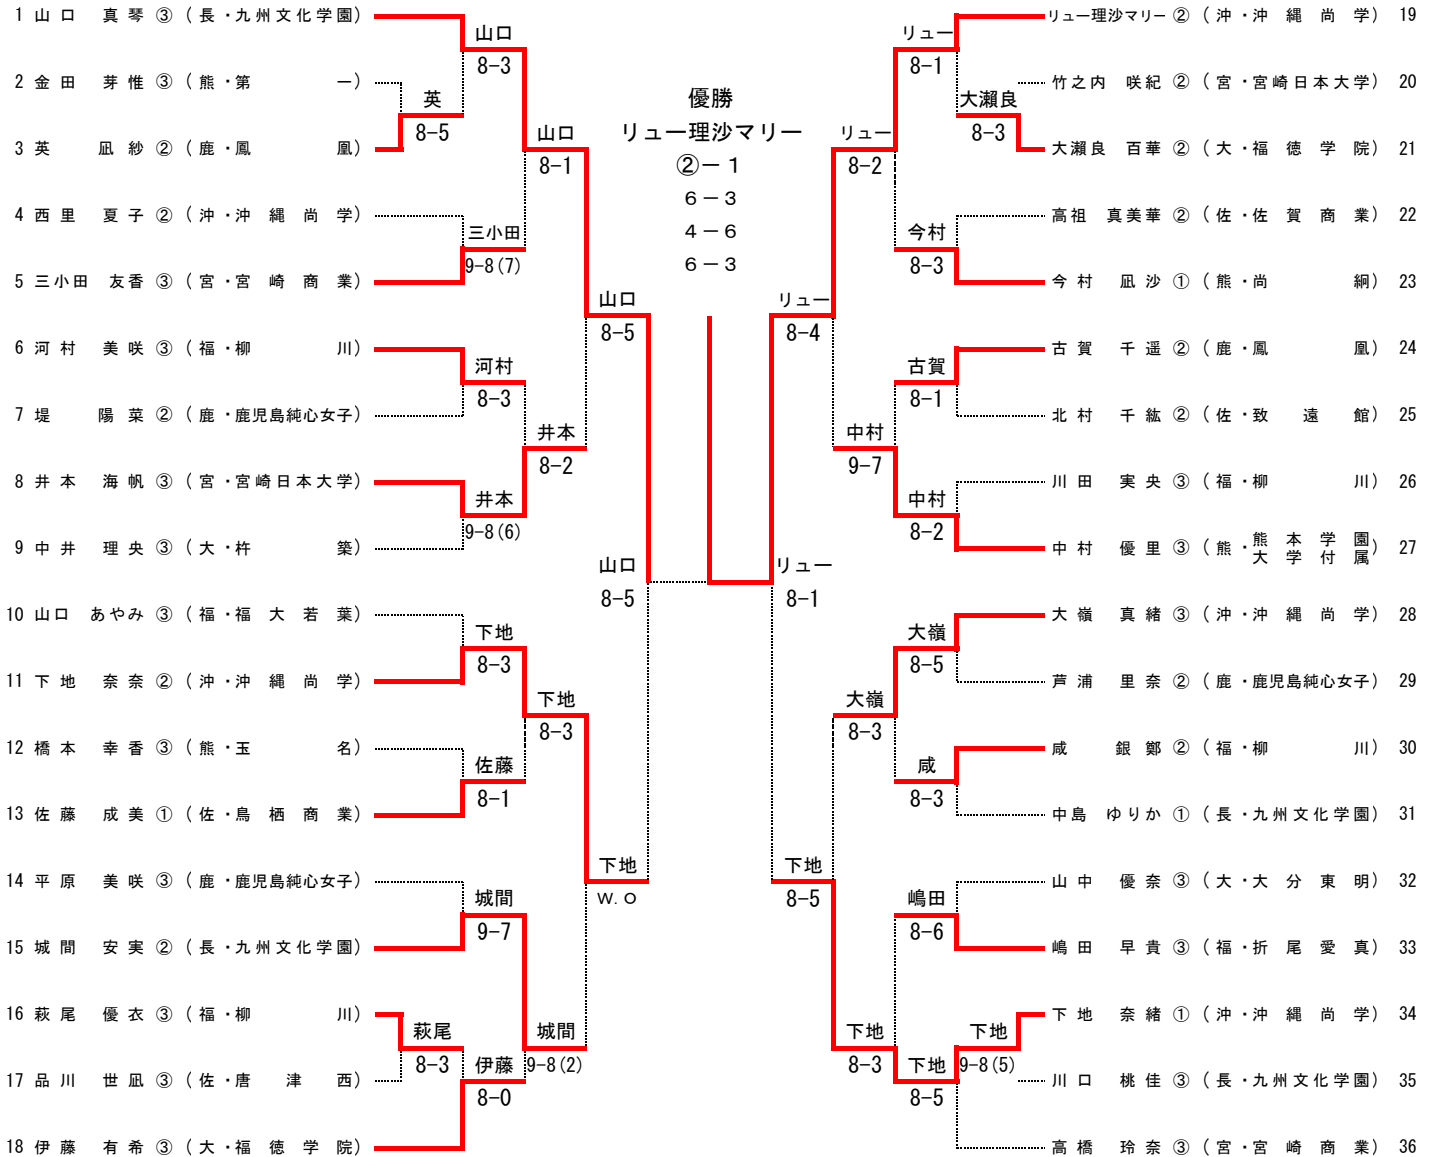 1 山口 真琴 ③ (長・九州文化学園)
2 金田 芽惟 ③ (熊・第一)
3 英 凪紗 ② (鹿・鳳凰)
4 西里 夏子 ② (沖・沖縄尚学)
5 三小田 友香 ③ (宮・宮崎商業)
6 河村 美咲 ③ (福・柳川)
7 堤 陽菜 ② (鹿・鹿児島純心女子)
8 井本 海帆 ③ (宮・宮崎日本大学)
9 中井 理央 ③ (大・杵築)
10 山口 あやみ ③ (福・福大若葉)
11 下地 奈奈 ② (沖・沖縄尚学)
12 橋本 幸香 ③ (熊・玉名)
13 佐藤 成美 ① (佐・鳥栖商業)
14 平原 美咲 ③ (鹿・鹿児島純心女子)
15 城間 安実 ② (長・九州文化学園)
16 萩尾 優衣 ③ (福・柳川)
17 品川 世凪 ③ (佐・唐津西)
18 伊藤 有希 ③ (大・福徳学院)
英
8-5
萩尾
8-3
山口
8-3
三小田
9-8(7)
河村
8-3
井本
9-8(6)
下地
8-3
佐藤
8-1
城間
9-7
伊藤
8-0
山口
8-1
井本
8-2
下地
8-3
城間
9-8(2)
山口
8-5
下地
W.O
山口
8-5
優勝
リュー理沙マリー
②-1
6-3
4-6
6-3
リュー
8-1
リュー
8-4
下地
8-5
リュー
8-2
中村
9-7
大嶺
8-3
下地
8-3
リュー
8-1
今村
8-3
古賀
8-1
中村
8-2
大嶺
8-5
咸
8-3
嶋田
8-6
下地
8-5
大瀬良
8-3
下地
9-8(5)
リュー理沙マリー ② (沖・沖縄尚学) 19
竹之内 咲紀 ② (宮・宮崎日本大学) 20
大瀬良 百華 ② (大・福徳学院) 21
高祖 真美華 ② (佐・佐賀商業) 22
今村 凪沙 ① (熊・尚絅) 23
古賀 千遥 ② (鹿・鳳凰) 24
北村 千紘 ② (佐・致遠館) 25
川田 実央 ③ (福・柳川) 26
中村 優里 ③ (熊・熊本学園大学付属) 27
大嶺 真緒 ③ (沖・沖縄尚学) 28
芦浦 里奈 ② (鹿・鹿児島純心女子) 29
咸 銀鄭 ② (福・柳川) 30
中島 ゆりか ① (長・九州文化学園) 31
山中 優奈 ③ (大・大分東明) 32
嶋田 早貴 ③ (福・折尾愛真) 33
下地 奈緒 ① (沖・沖縄尚学) 34
川口 桃佳 ③ (長・九州文化学園) 35
高橋 玲奈 ③ (宮・宮崎商業) 36